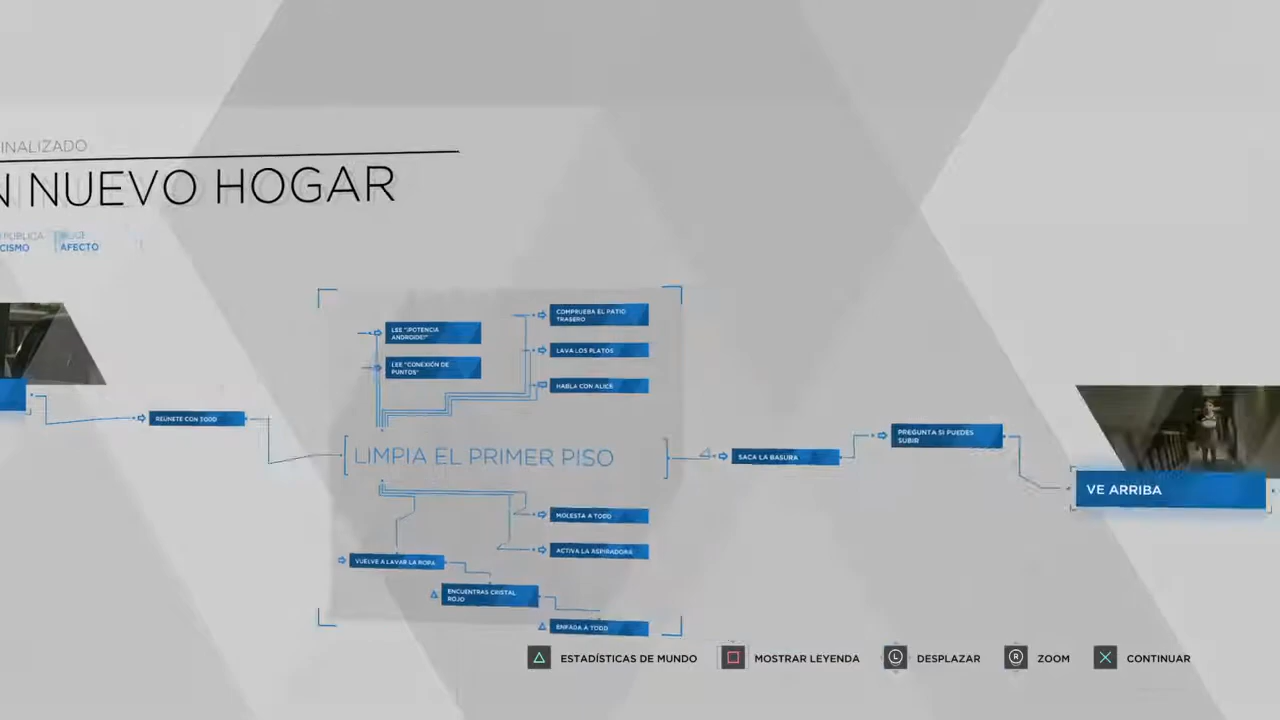 INALIZADO
N NUEVO HOGAR
PÚBLICA
CISMO
AFECTO
LEE "¡POTENCIA
ANDROIDE!"
LEE "CONEXIÓN DE
PUNTOS"
COMPRUEBA EL PATIO
TRASERO
LAVA LOS PLATOS
HABLA CON ALICE
REÚNETE CON TODD
LIMPIA EL PRIMER PISO
SACA LA BASURA
PREGUNTA SI PUEDES
SUBIR
VE ARRIBA
MOLESTA A TODD
ACTIVA LA ASPIRADORA
VUELVE A LAVAR LA ROPA
ENCUENTRAS CRISTAL
ROJO
ENFADA A TODD
ESTADÍSTICAS DE MUNDO
MOSTRAR LEYENDA
L DESPLAZAR
R ZOOM
CONTINUAR